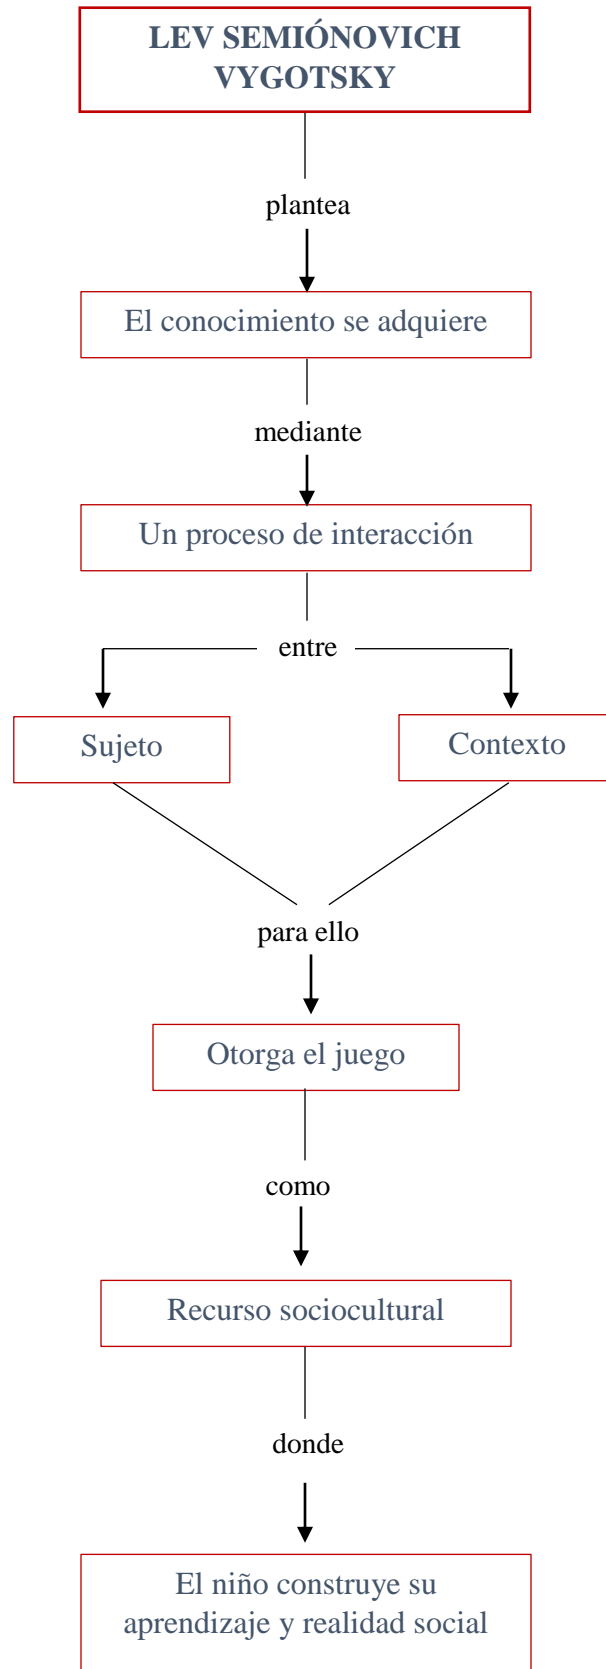 LEV SEMIÓNOVICH
VYGOTSKY
plantea
El conocimiento se adquiere
mediante
Un proceso de interacción
entre
Sujeto
Contexto
para ello
Otorga el juego
como
Recurso sociocultural
donde
El niño construye su
aprendizaje y realidad social